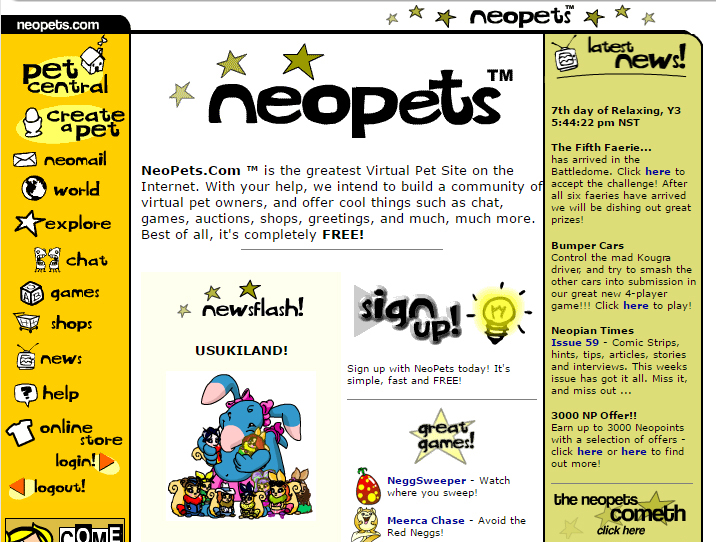 neopets.com
neopets™
pet
central
create
a pet
neomail
world
explore
chat
games
shops
news
help
online
store
login!
logout!
COME
neopets™
NeoPets.Com ™ is the greatest Virtual Pet Site on the
Internet. With your help, we intend to build a community of
virtual pet owners, and offer cool things such as chat,
games, auctions, shops, greetings, and much, much more.
Best of all, it's completely FREE!
newsflash!
USUKILAND!
sign
up!
Sign up with NeoPets today! It's
simple, fast and FREE!
great
games!
NeggSweeper - Watch
where you sweep!
Meerca Chase - Avoid the
Red Neggs!
latest
news!
7th day of Relaxing, Y3
5:44:22 pm NST
The Fifth Faerie...
has arrived in the
Battledome. Click here to
accept the challenge! After
all six faeries have arrived
we will be dishing out great
prizes!
Bumper Cars
Control the mad Kougra
driver, and try to smash the
other cars into submission in
our great new 4-player
game!!! Click here to play!
Neopian Times
Issue 59 - Comic Strips,
hints, tips, articles, stories
and interviews. This weeks
issue has got it all. Miss it,
and miss out ...
3000 NP Offer!!
Earn up to 3000 Neopoints
with a selection of offers -
click here or here to find
out more!
the neopets
cometh
click here